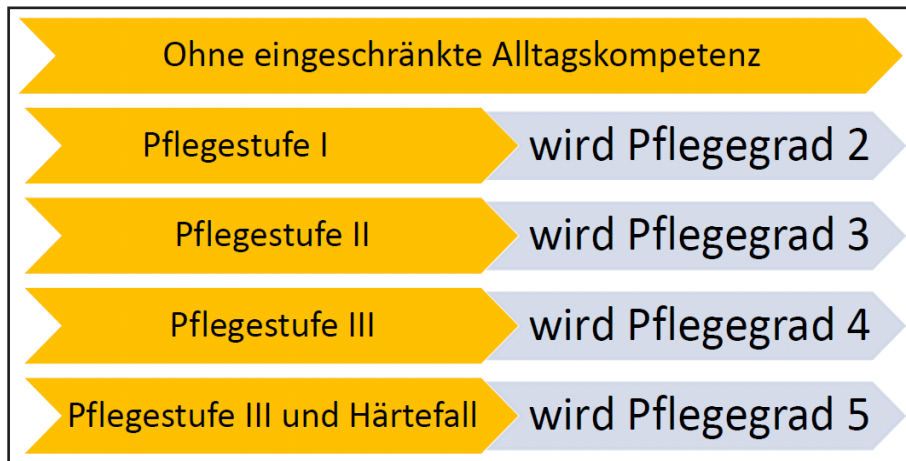 Ohne eingeschränkte Alltagskompetenz
Pflegestufe I wird Pflegegrad 2
Pflegestufe II wird Pflegegrad 3
Pflegestufe III wird Pflegegrad 4
Pflegestufe III und Härtefall wird Pflegegrad 5